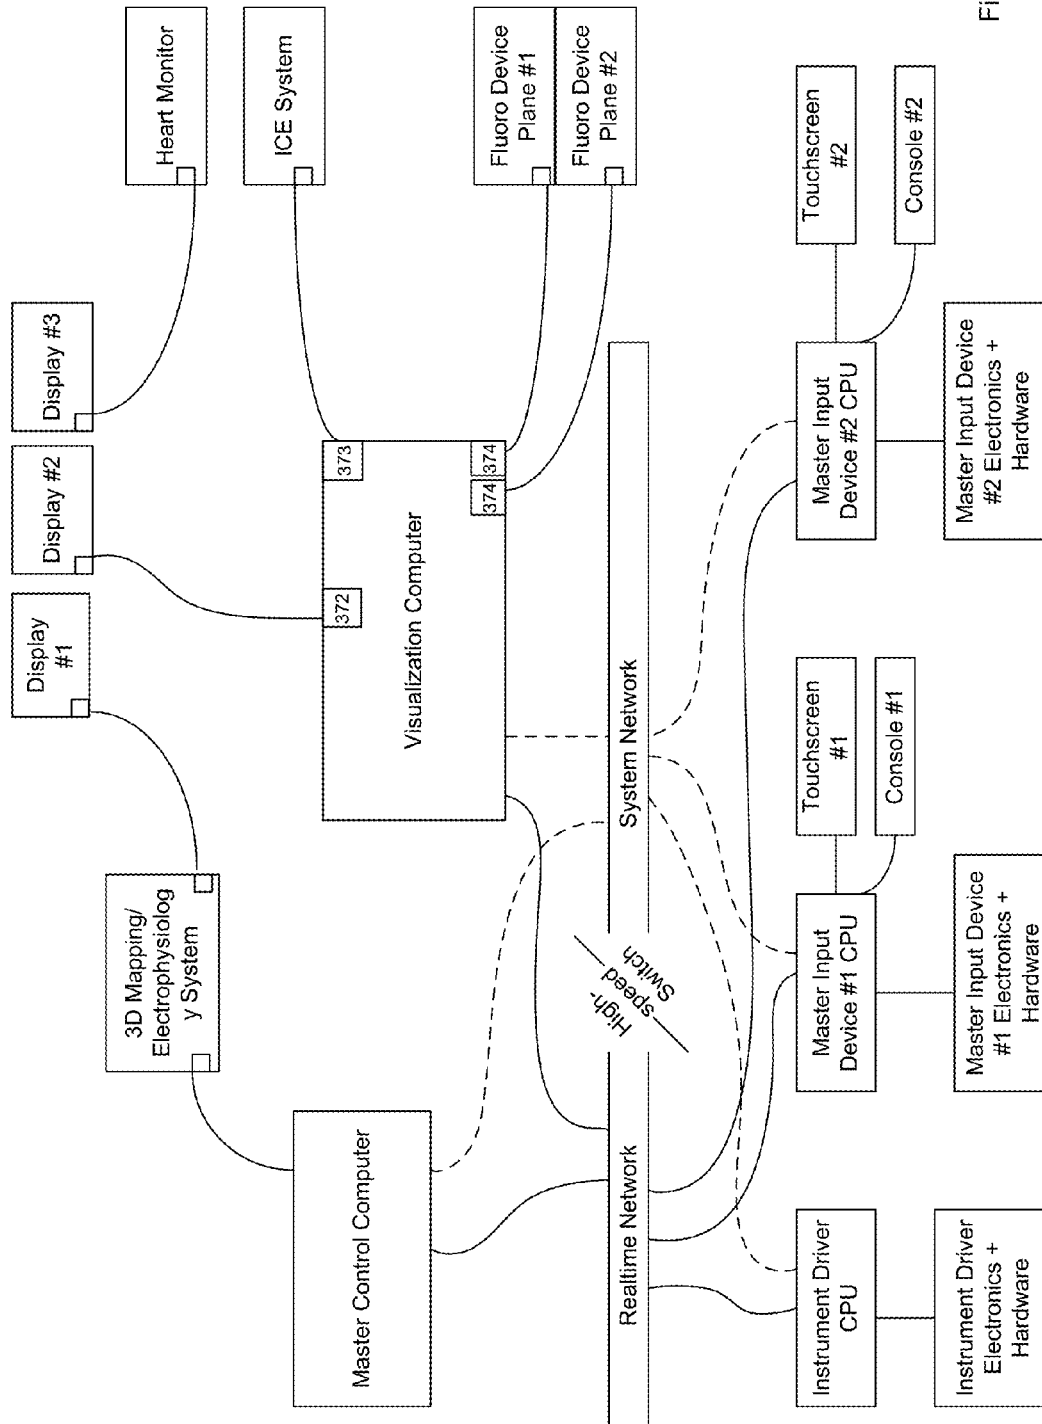 Display
#1
Display #2
Display #3
3D Mapping/
Electrophysiolog
y System
Heart Monitor
ICE System
Master Control Computer
372
373
Visualization Computer
374
374
Fluoro Device
Plane #1
Fluoro Device
Plane #2
Realtime Network
High-
speed
Switch
System Network
Instrument Driver
CPU
Master Input
Device #1 CPU
Touchscreen
#1
Console #1
Master Input
Device #2 CPU
Touchscreen
#2
Console #2
Instrument Driver
Electronics +
Hardware
Master Input Device
#1 Electronics +
Hardware
Master Input Device
#2 Electronics +
Hardware
Fi